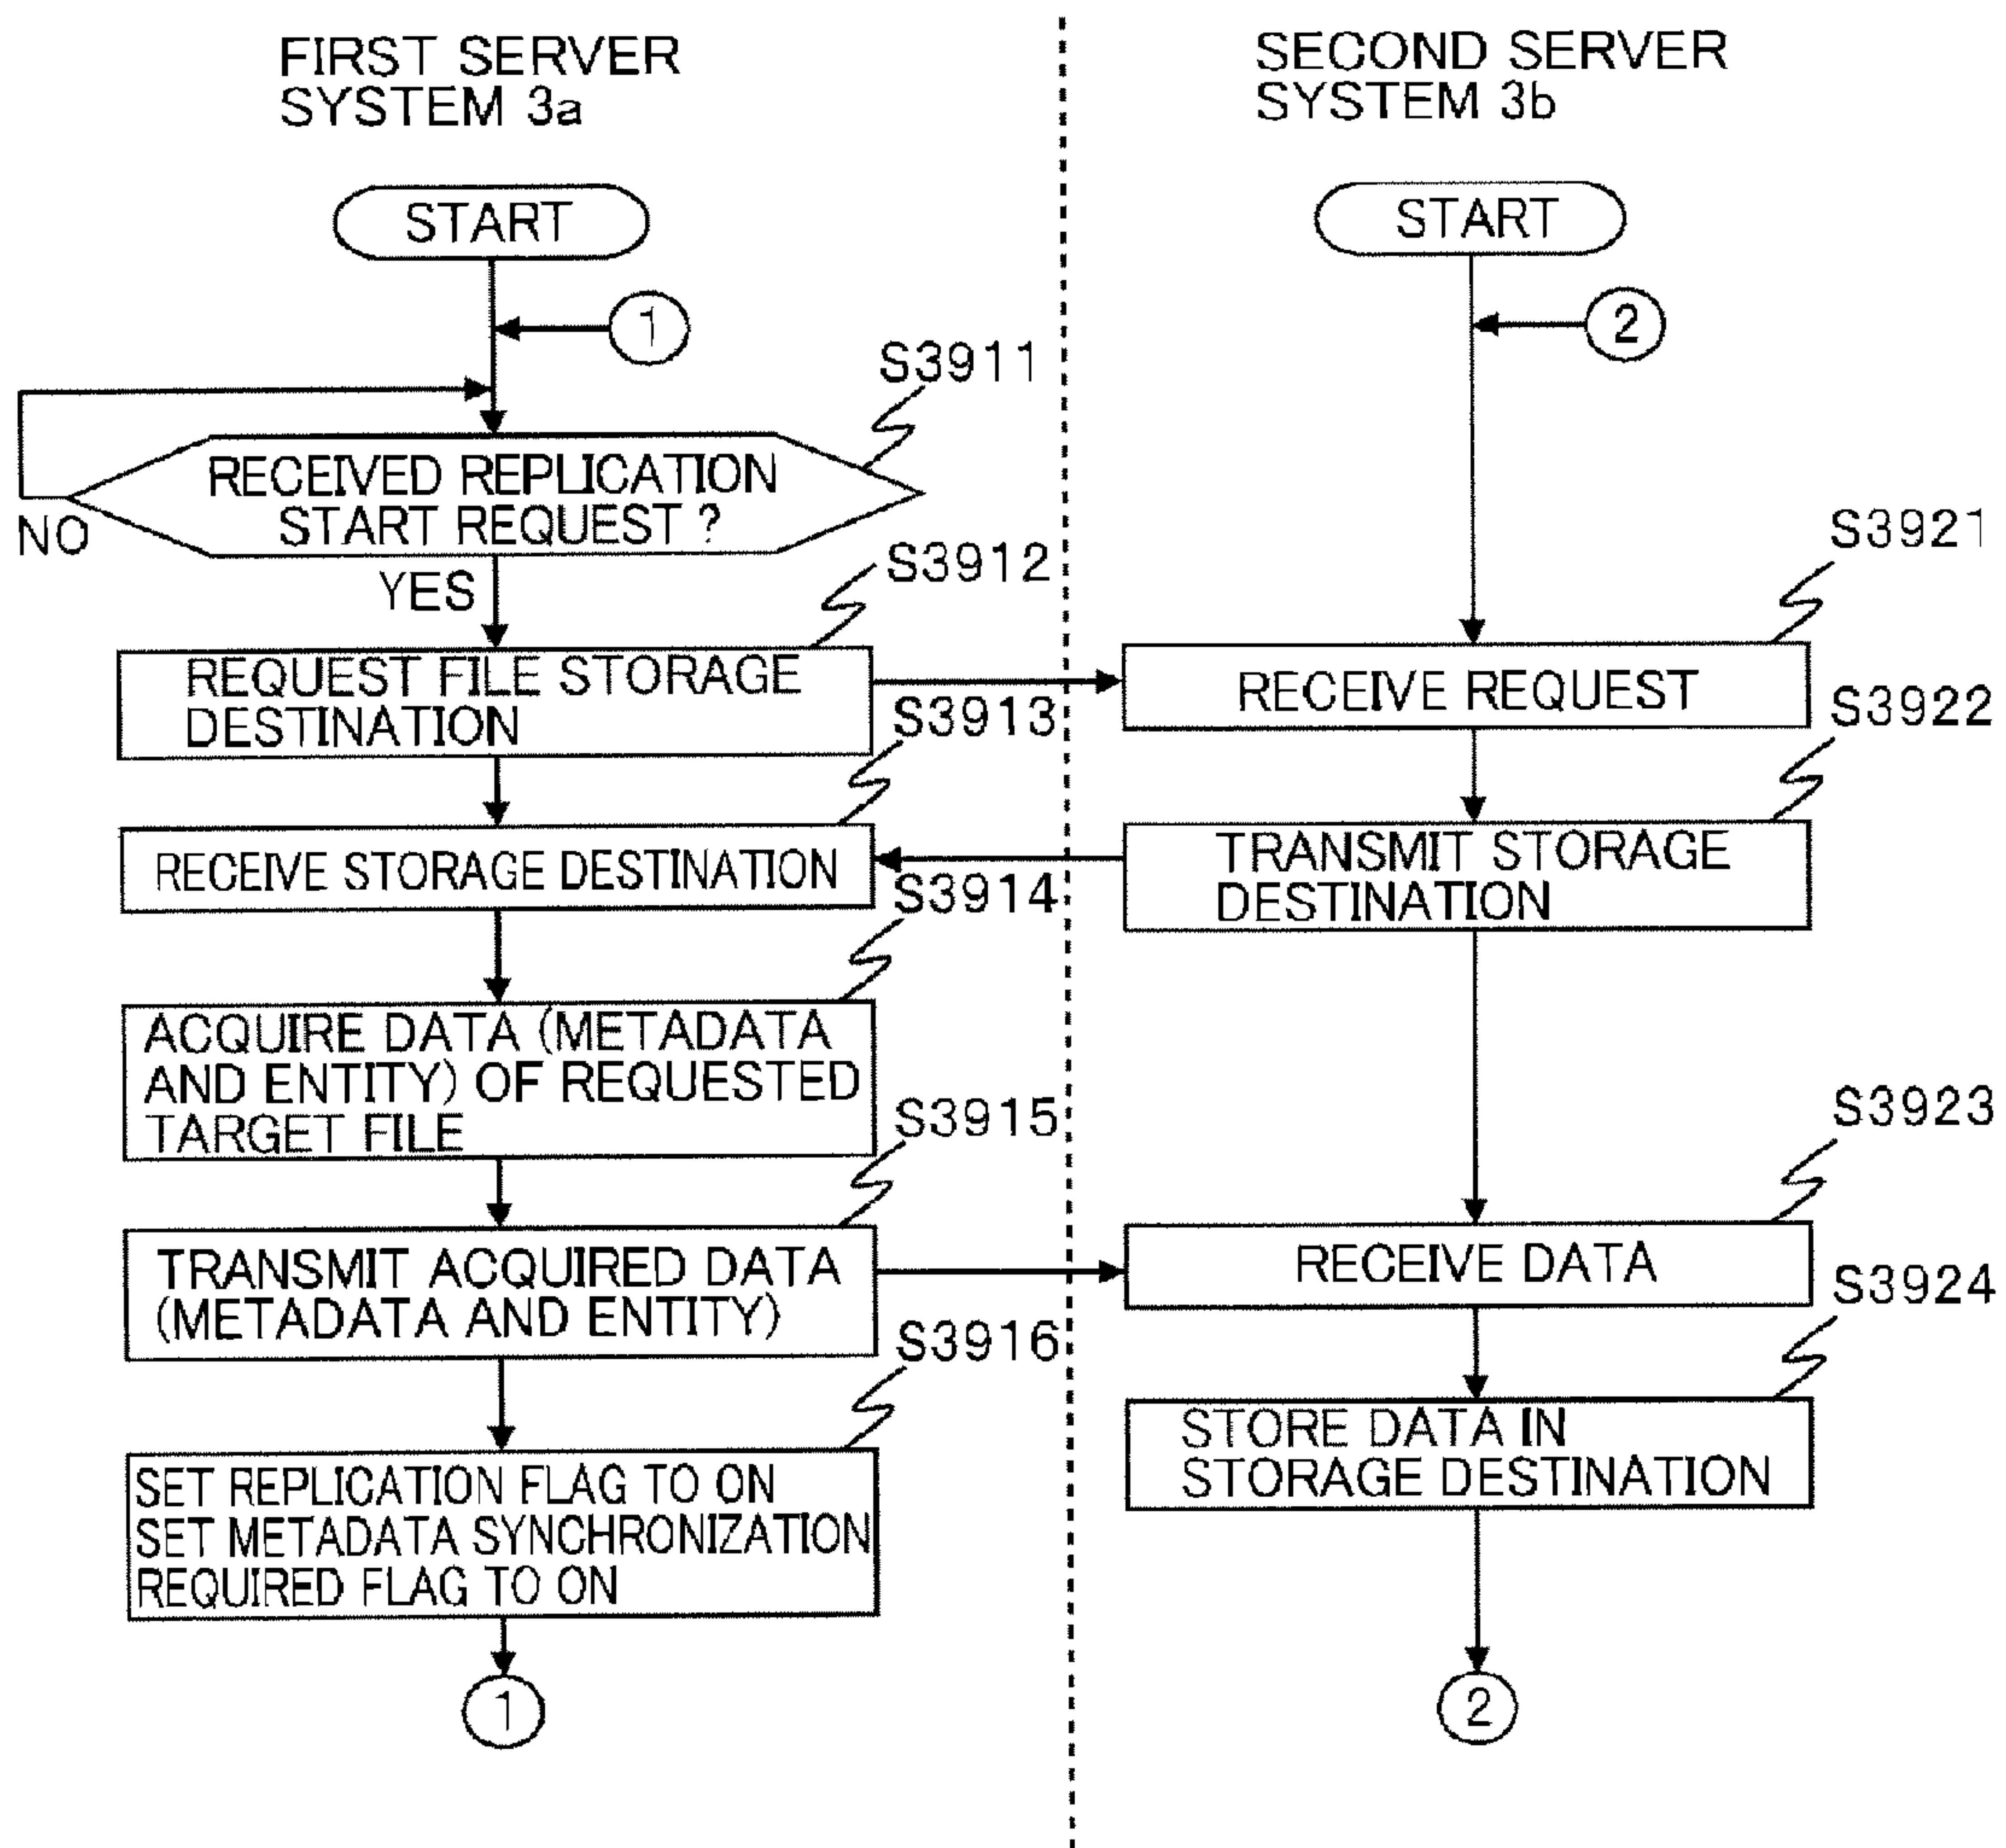 FIRST SERVER
SYSTEM 3a
START
1
S3911
RECEIVED REPLICATION
START REQUEST ?
NO
YES
S3912
REQUEST FILE STORAGE
DESTINATION
S3913
RECEIVE STORAGE DESTINATION
S3914
ACQUIRE DATA (METADATA
AND ENTITY) OF REQUESTED
TARGET FILE
S3915
TRANSMIT ACQUIRED DATA
(METADATA AND ENTITY)
S3916
SET REPLICATION FLAG TO ON
SET METADATA SYNCHRONIZATION
REQUIRED FLAG TO ON
1
SECOND SERVER
SYSTEM 3b
START
2
S3921
RECEIVE REQUEST
S3922
TRANSMIT STORAGE
DESTINATION
S3923
RECEIVE DATA
S3924
STORE DATA IN
STORAGE DESTINATION
2